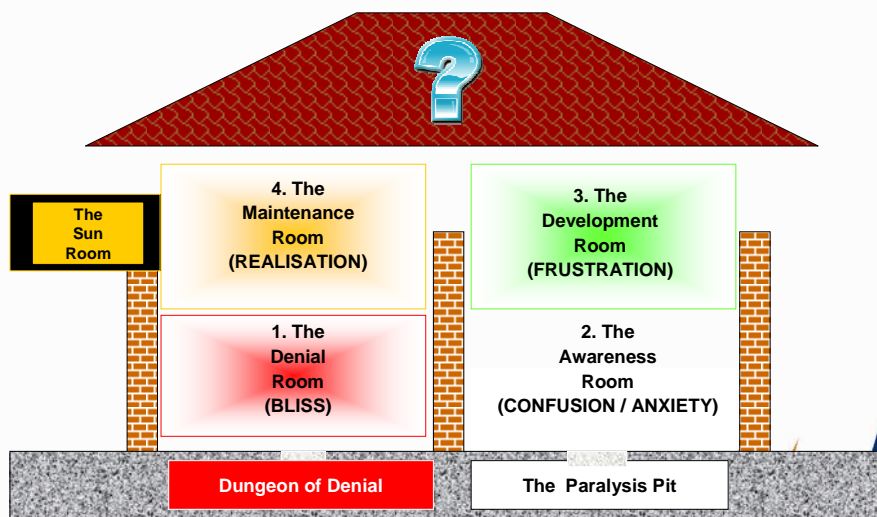 ?
The
Sun
Room
4. The
Maintenance
Room
(REALISATION)
3. The
Development
Room
(FRUSTRATION)
1. The
Denial
Room
(BLISS)
2. The
Awareness
Room
(CONFUSION / ANXIETY)
Dungeon of Denial
The Paralysis Pit